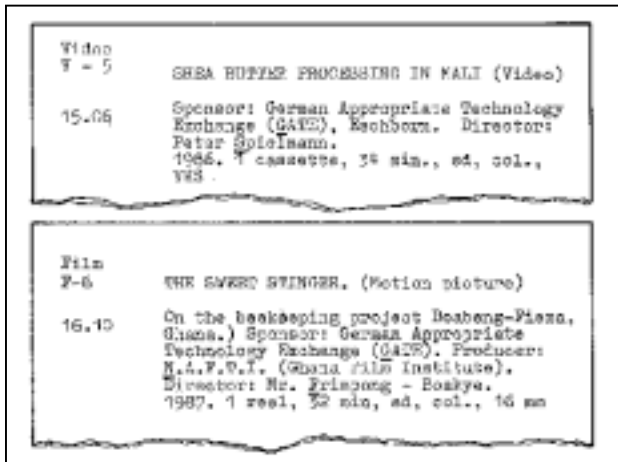 Video
V - 5
SHEA BUTTER PROCESSING IN MALI (Video)
15.06
Sponsor: German Appropriate Technology
Exchange (GATE), Eschborn. Director:
Peter Spielmann.
1986. 1 cassette, 34 min., sd, col.,
VHS
Film
F-6
THE SWEET STINGER. (Motion picture)
16.10
On the beekeeping project
Ghana.) Sponsor: German Appropriate
Technology Exchange (GATE). Producer:
(Ghana Film Institute).
Director: Mr. Frimpong - Boakye.
1987. 1 reel, 32 min, sd, col., 16 mm